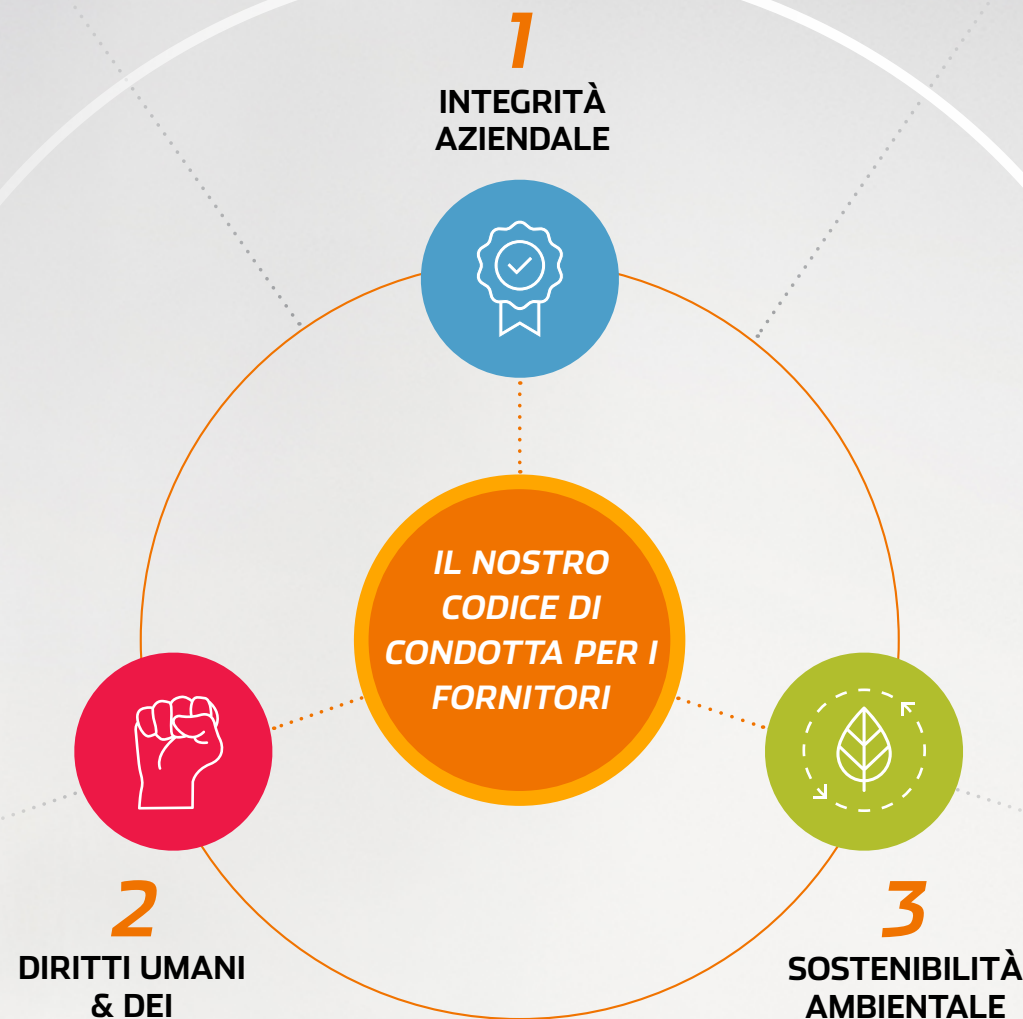 1
INTEGRITÀ
AZIENDALE
IL NOSTRO
CODICE DI
CONDOTTA PER I
FORNITORI
2
DIRITTI UMANI
& DEI
3
SOSTENIBILITÀ
AMBIENTALE